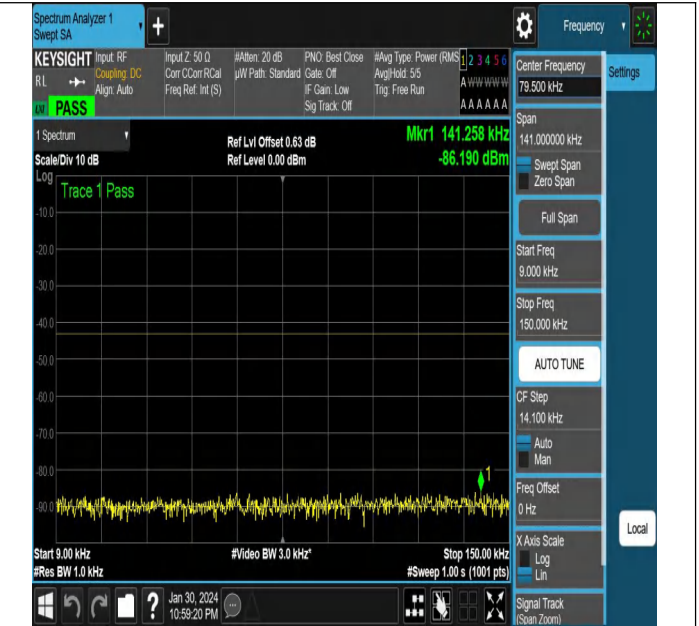 Spectrum Analyzer 1
Swept SA
+
Frequency
KEYSIGHT
RL
PASS
Input: RF
Coupling: DC
Align: Auto
Input Z: 50 Ω
Corr CCorr RCal
Freq Ref: Int (S)
#Atten: 20 dB
µW Path: Standard
PNO: Best Close
Gate: Off
IF Gain: Low
Sig Track: Off
#Avg Type: Power (RMS
Avg|Hold: 5/5
Trig: Free Run
1 2 3 4 5 6
A W W W W W
A A A A A A
1 Spectrum
Scale/Div 10 dB
Ref Lvl Offset 0.63 dB
Ref Level 0.00 dBm
Mkr1 141.258 kHz
-86.190 dBm
Log
Trace 1 Pass
-10.0
-20.0
-30.0
-40.0
-50.0
-60.0
-70.0
-80.0
-90.0
1
Start 9.00 kHz
#Res BW 1.0 kHz
#Video BW 3.0 kHz*
Stop 150.00 kHz
#Sweep 1.00 s (1001 pts)
Jan 30, 2024
10:59:20 PM
Center Frequency
79.500 kHz
Settings
Span
141.000000 kHz
Swept Span
Zero Span
Full Span
Start Freq
9.000 kHz
Stop Freq
150.000 kHz
AUTO TUNE
CF Step
14.100 kHz
Auto
Man
Freq Offset
0 Hz
X Axis Scale
Log
Lin
Local
Signal Track
(Span Zoom)